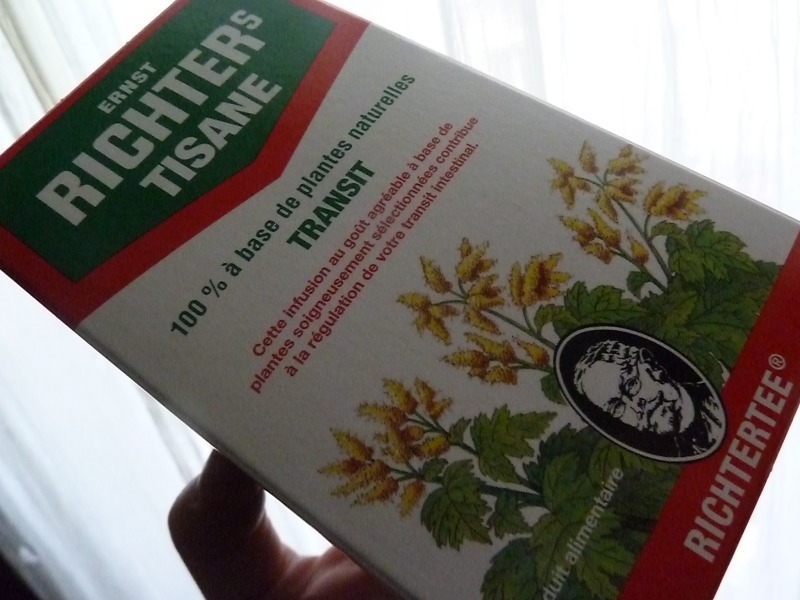 ERNST
RICHTERS
TISANE
100 % à base de plantes naturelles
TRANSIT
Cette infusion au goût agréable à base de
plantes soigneusement sélectionnées contribue
à la régulation de votre transit intestinal.
RICHTERTEE®
alimentaire